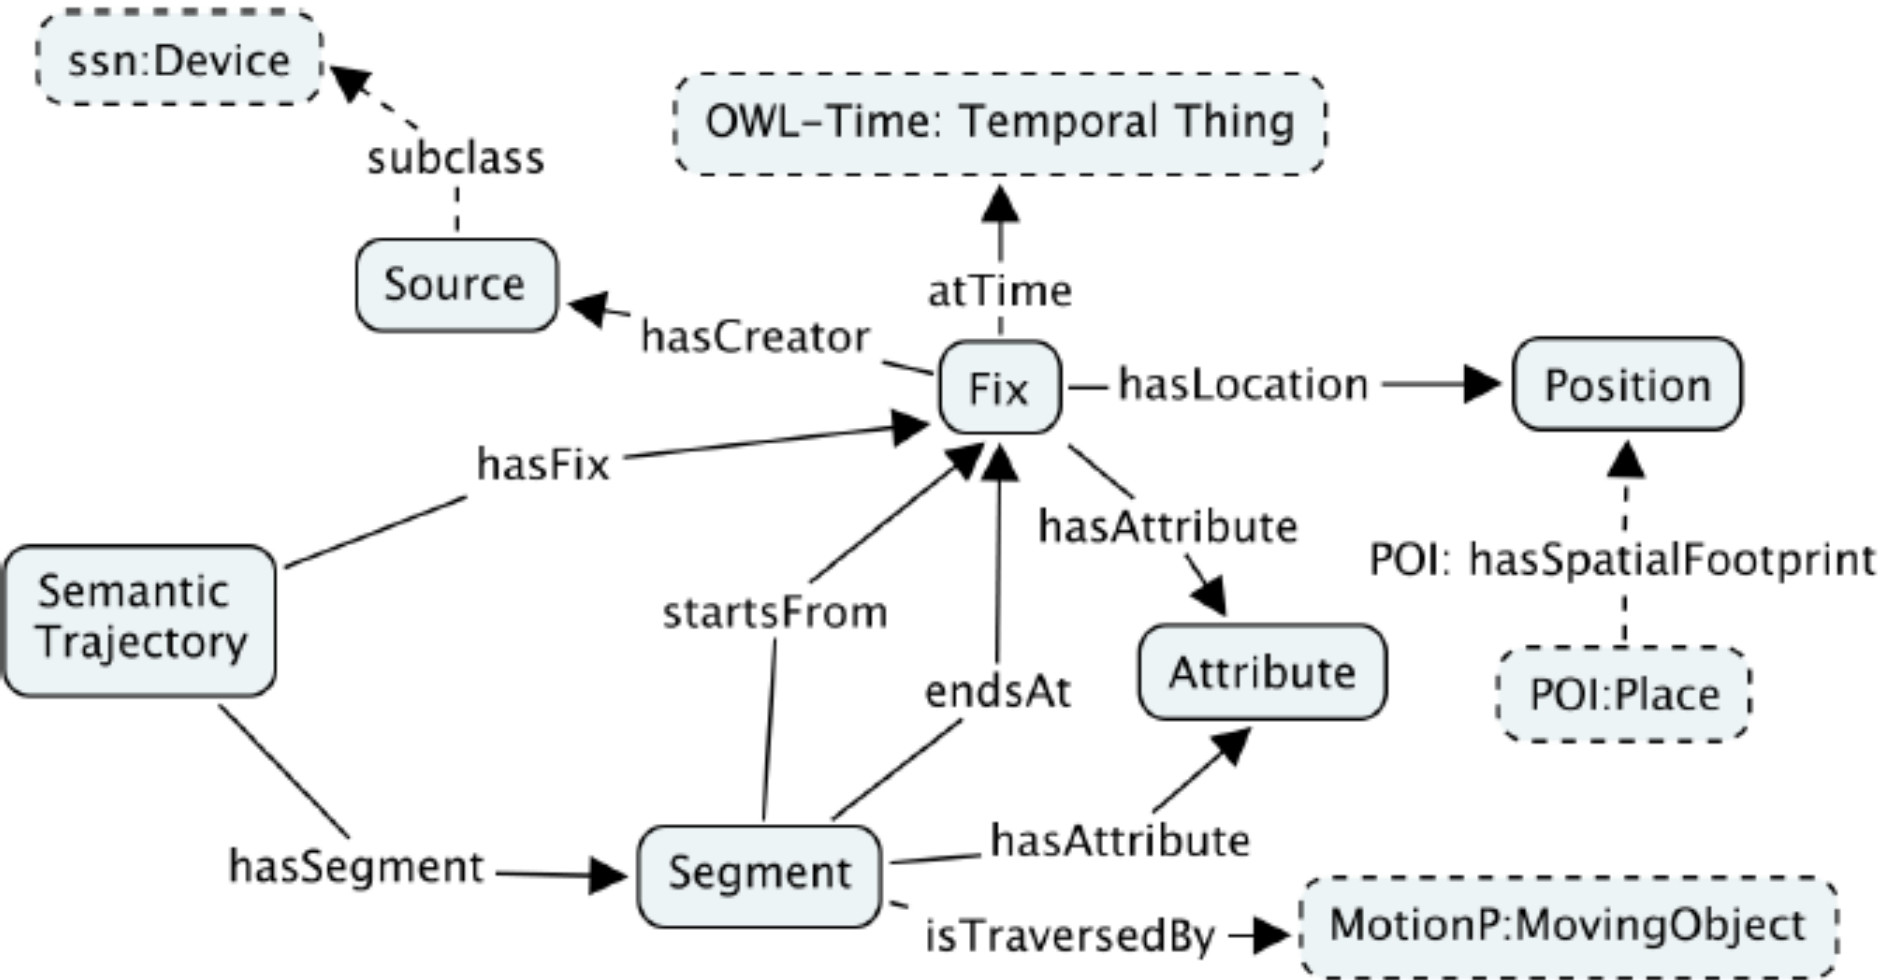 ssn:Device
OWL-Time: Temporal Thing
subclass
Source
atTime
hasCreator
Fix
hasLocation
Position
hasFix
hasAttribute
POI: hasSpatialFootprint
Semantic
Trajectory
startsFrom
endsAt
Attribute
POI:Place
hasSegment
Segment
hasAttribute
isTraversedBy
MotionP:MovingObject